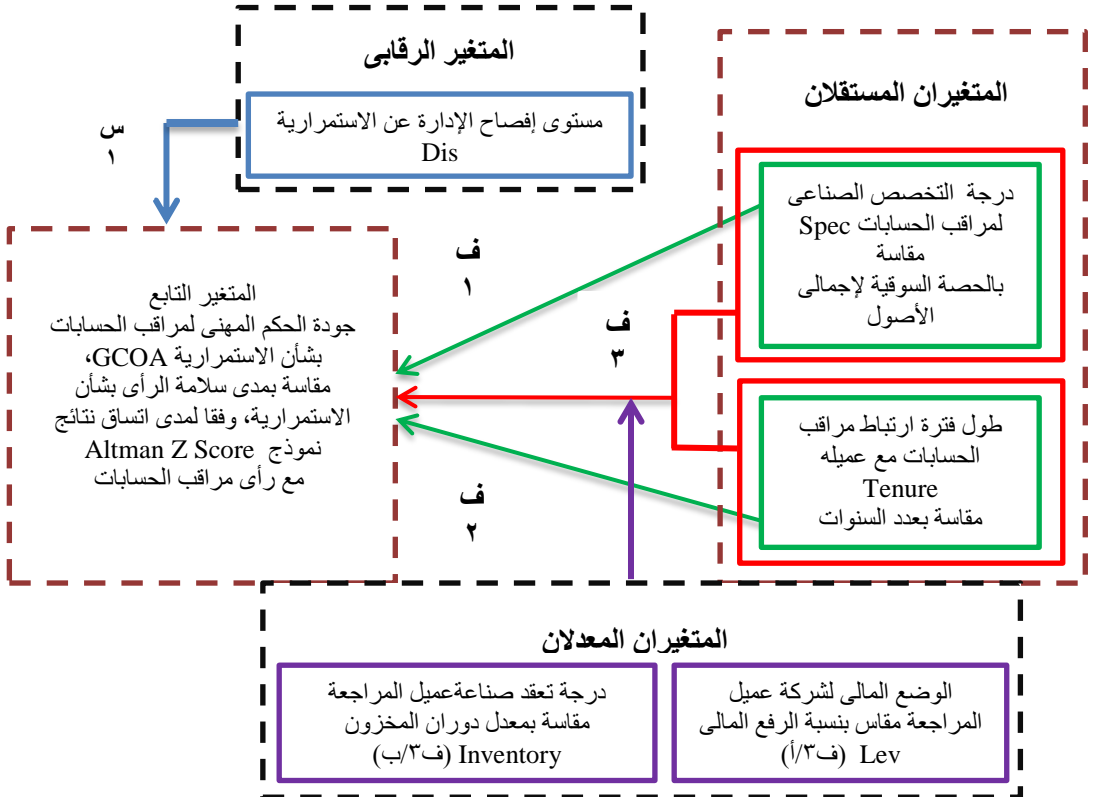 المتغير الرقابى
مستوى إفصاح الإدارة عن الاستمرارية
Dis
س
١
المتغيران المستقلان
درجة التخصص الصناعى
لمراقب الحسابات Spec
مقاسة
بالحصة السوقية لإجمالى
الأصول
طول فترة ارتباط مراقب
الحسابات مع عميله
Tenure
مقاسة بعدد السنوات
ف
١
ف
٣
ف
٢
المتغير التابع
جودة الحكم المهنى لمراقب الحسابات
بشأن الاستمرارية GCOA،
مقاسة بمدى سلامة الرأى بشأن
الاستمرارية، وفقا لمدى اتساق نتائج
نموذج Altman Z Score
مع رأى مراقب الحسابات
المتغيران المعدلان
الوضع المالى لشركة عميل
المراجعة مقاس بنسبة الرفع المالى
Lev (ف٣/أ)
درجة تعقد صناعةعميل المراجعة
مقاسة بمعدل دوران المخزون
Inventory (ف٣/ب)